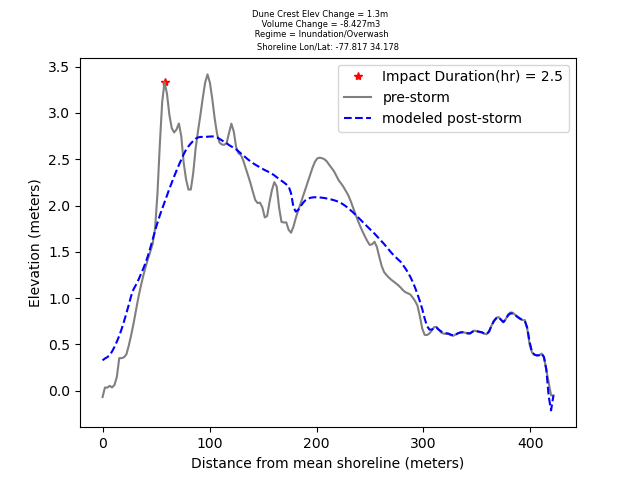 Dune Crest Elev Change = 1.3m
Volume Change = -8.427m3
Regime = Inundation/Overwash
Shoreline Lon/Lat: -77.817 34.178
Impact Duration(hr) = 2.5
pre-storm
modeled post-storm
Elevation (meters)
3.5
3.0
2.5
2.0
1.5
1.0
0.5
0.0
0 100 200 300 400
Distance from mean shoreline (meters)